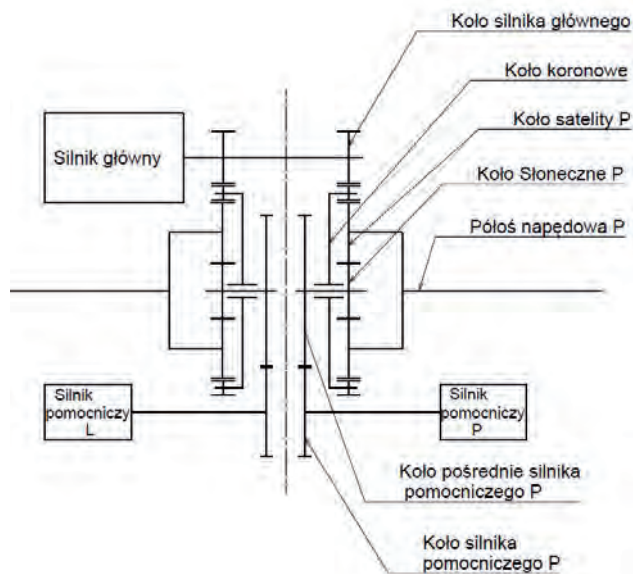 Koło silnika głównego
Koło koronowe
Koło satelity P
Silnik główny
Koło Słoneczne P
Półoś napędowa P
Silnik
pomocniczy
L
Silnik
pomocniczy
P
Koło pośrednie silnika
pomocniczego P
Koło silnika
pomocniczego P